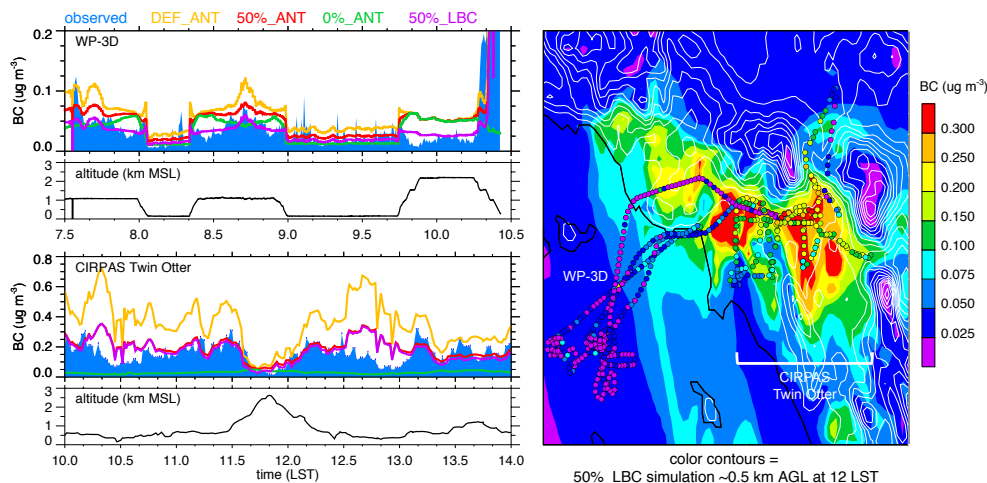 observed DEF_ANT 50%_ANT 0%_ANT 50%_LBC
WP-3D
BC (ug m-3)
0.2
0.1
0.0
altitude (km MSL)
3
2
1
0
7.5 8.0 8.5 9.0 9.5 10.0 10.5
CIRPAS Twin Otter
BC (ug m-3)
0.8
0.6
0.4
0.2
0.0
altitude (km MSL)
3
2
1
0
10.0 10.5 11.0 11.5 12.0 12.5 13.0 13.5 14.0
time (LST)
WP-3D
CIRPAS
Twin Otter
BC (ug m-3)
0.300
0.250
0.200
0.150
0.100
0.075
0.050
0.025
color contours =
50% LBC simulation ~0.5 km AGL at 12 LST